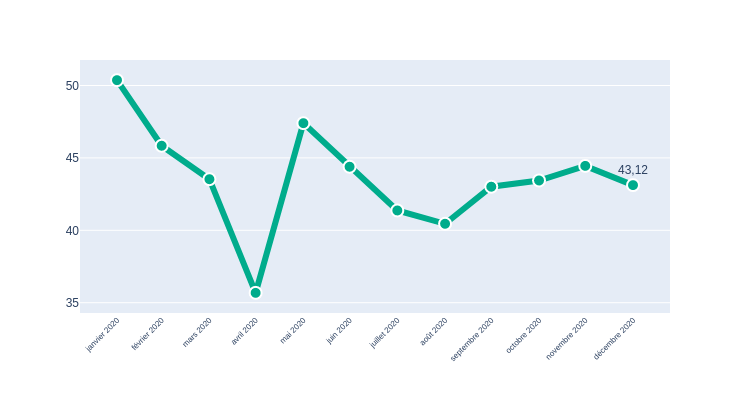 50
45
40
35
43,12
janvier 2020
février 2020
mars 2020
avril 2020
mai 2020
juin 2020
juillet 2020
août 2020
septembre 2020
octobre 2020
novembre 2020
décembre 2020